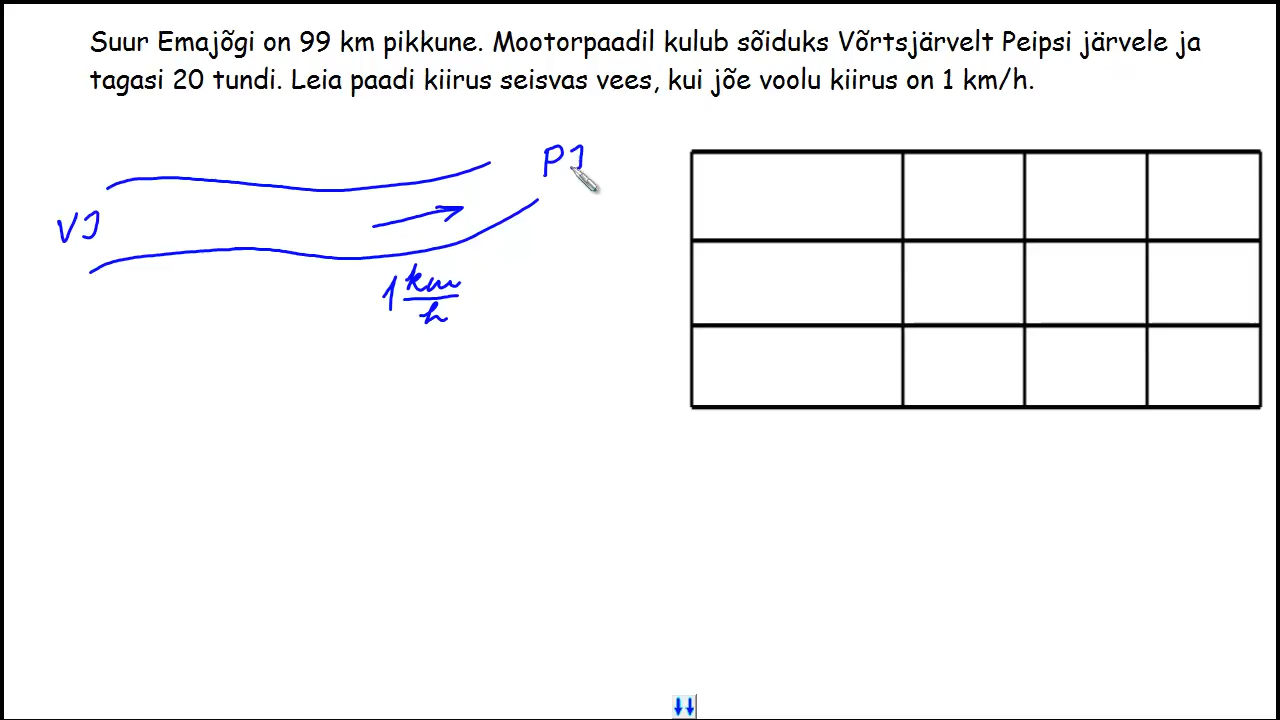 Suur Emajõgi on 99 km pikkune. Mootorpaadil kulub sõiduks Võrtsjärvelt Peipsi järvele ja
tagasi 20 tundi. Leia paadi kiirus seisvas vees, kui jõe voolu kiirus on 1 km/h.
PJ
VJ
1 km/h